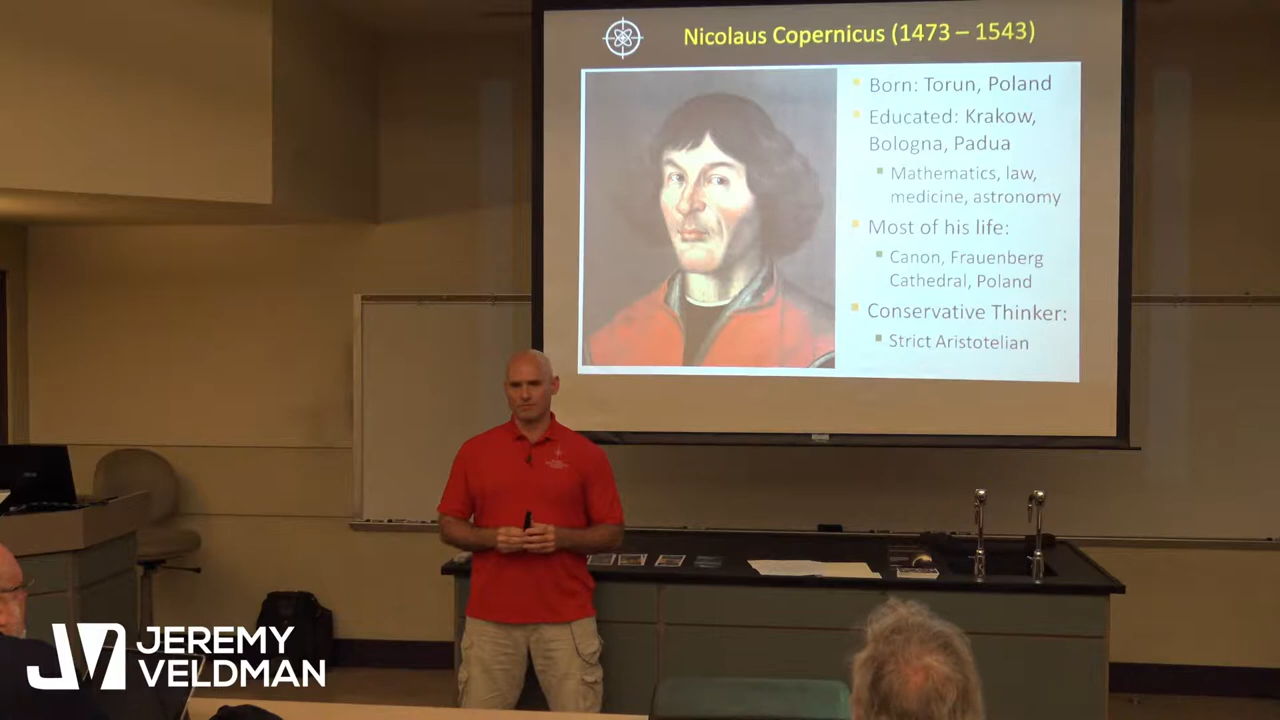 Nicolaus Copernicus (1473 – 1543)
Born: Torun, Poland
Educated: Krakow,
Bologna, Padua
Mathematics, law,
medicine, astronomy
Most of his life:
Canon, Frauenberg
Cathedral, Poland
Conservative Thinker:
Strict Aristotelian
JEREMY
VELDMAN